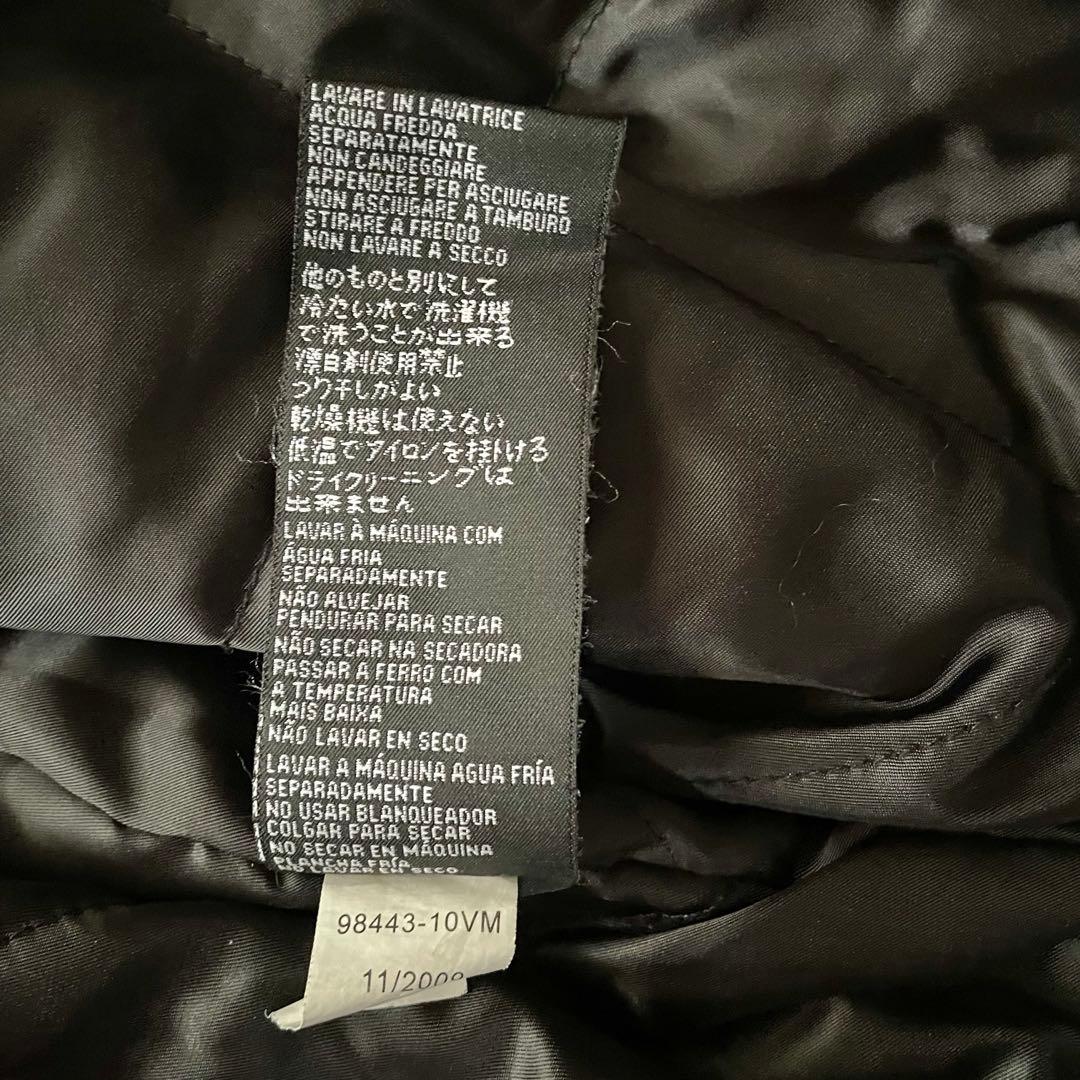 LAVARE IN LAVATRICE
ACQUA FREDDA
SEPARATAMENTE
NON CANDEGGIARE
APPENDERE PER ASCIUGARE
NON ASCIUGARE A TAMBURO
STIRARE A FREDDO
NON LAVARE A SECCO
他のものと別にして
冷たい水で洗濯機
で洗うことが出来る
漂白剤使用禁止
つり干しがよい
乾燥機は使えない
低温でアイロンを掛ける
ドライクリーニングは
出来ません
LAVAR À MÁQUINA COM
ÁGUA FRIA
SEPARADAMENTE
NÃO ALVEJAR
PENDURAR PARA SECAR
NÃO SECAR NA SECADORA
PASSAR A FERRO COM
A TEMPERATURA
MAIS BAIXA
NÃO LAVAR EN SECO
LAVAR A MÁQUINA AGUA FRÍA
SEPARADAMENTE
NO USAR BLANQUEADOR
COLGAR PARA SECAR
NO SECAR EN MÁQUINA
PLANCHA FRÍA
NO LAVAR EN SECO
98443-10VM